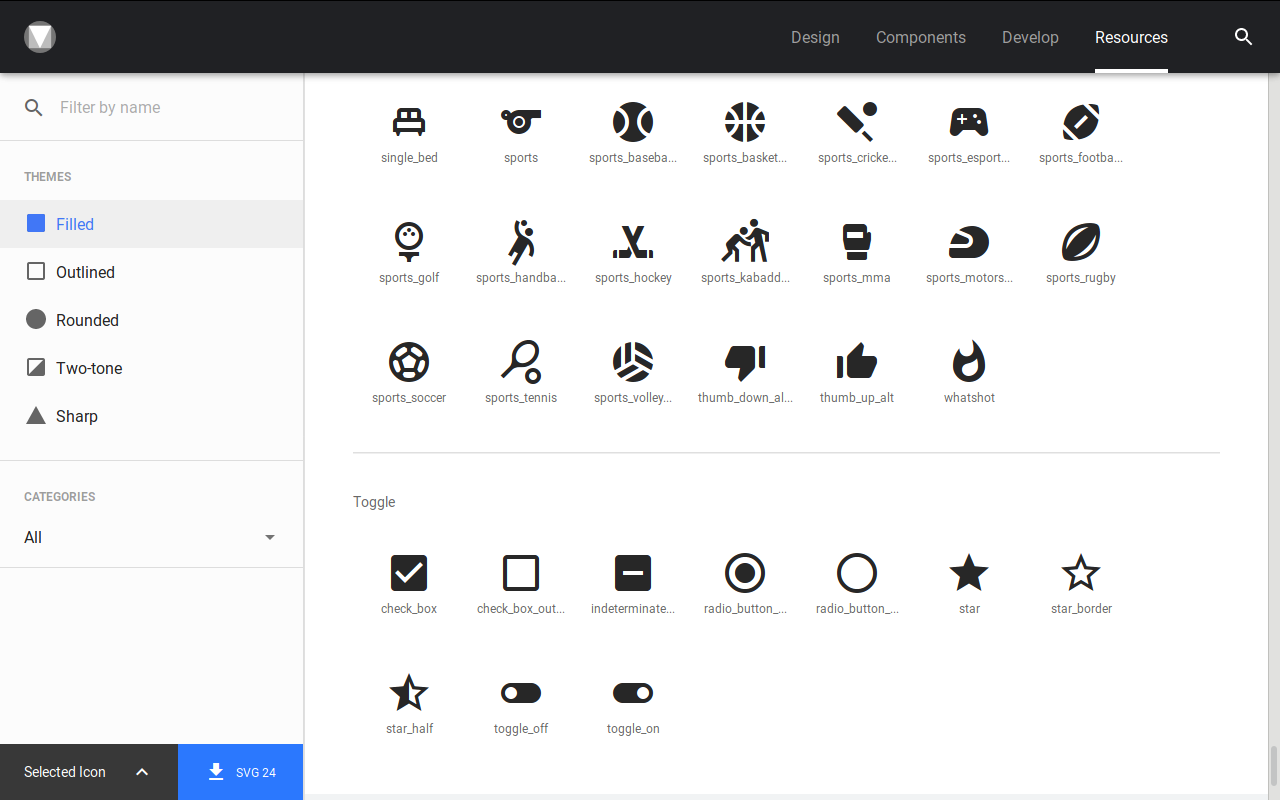 Design Components Develop Resources
Filter by name
THEMES
Filled
Outlined
Rounded
Two-tone
Sharp
CATEGORIES
All
Selected Icon
SVG 24
single_bed sports sports_baseba... sports_basket... sports_cricke... sports_esport... sports_footba...
sports_golf sports_handba... sports_hockey sports_kabadd... sports_mma sports_motors... sports_rugby
sports_soccer sports_tennis sports_volley... thumb_down_al... thumb_up_alt whatshot
Toggle
check_box check_box_out... indeterminate... radio_button_... radio_button_... star star_border
star_half toggle_off toggle_on